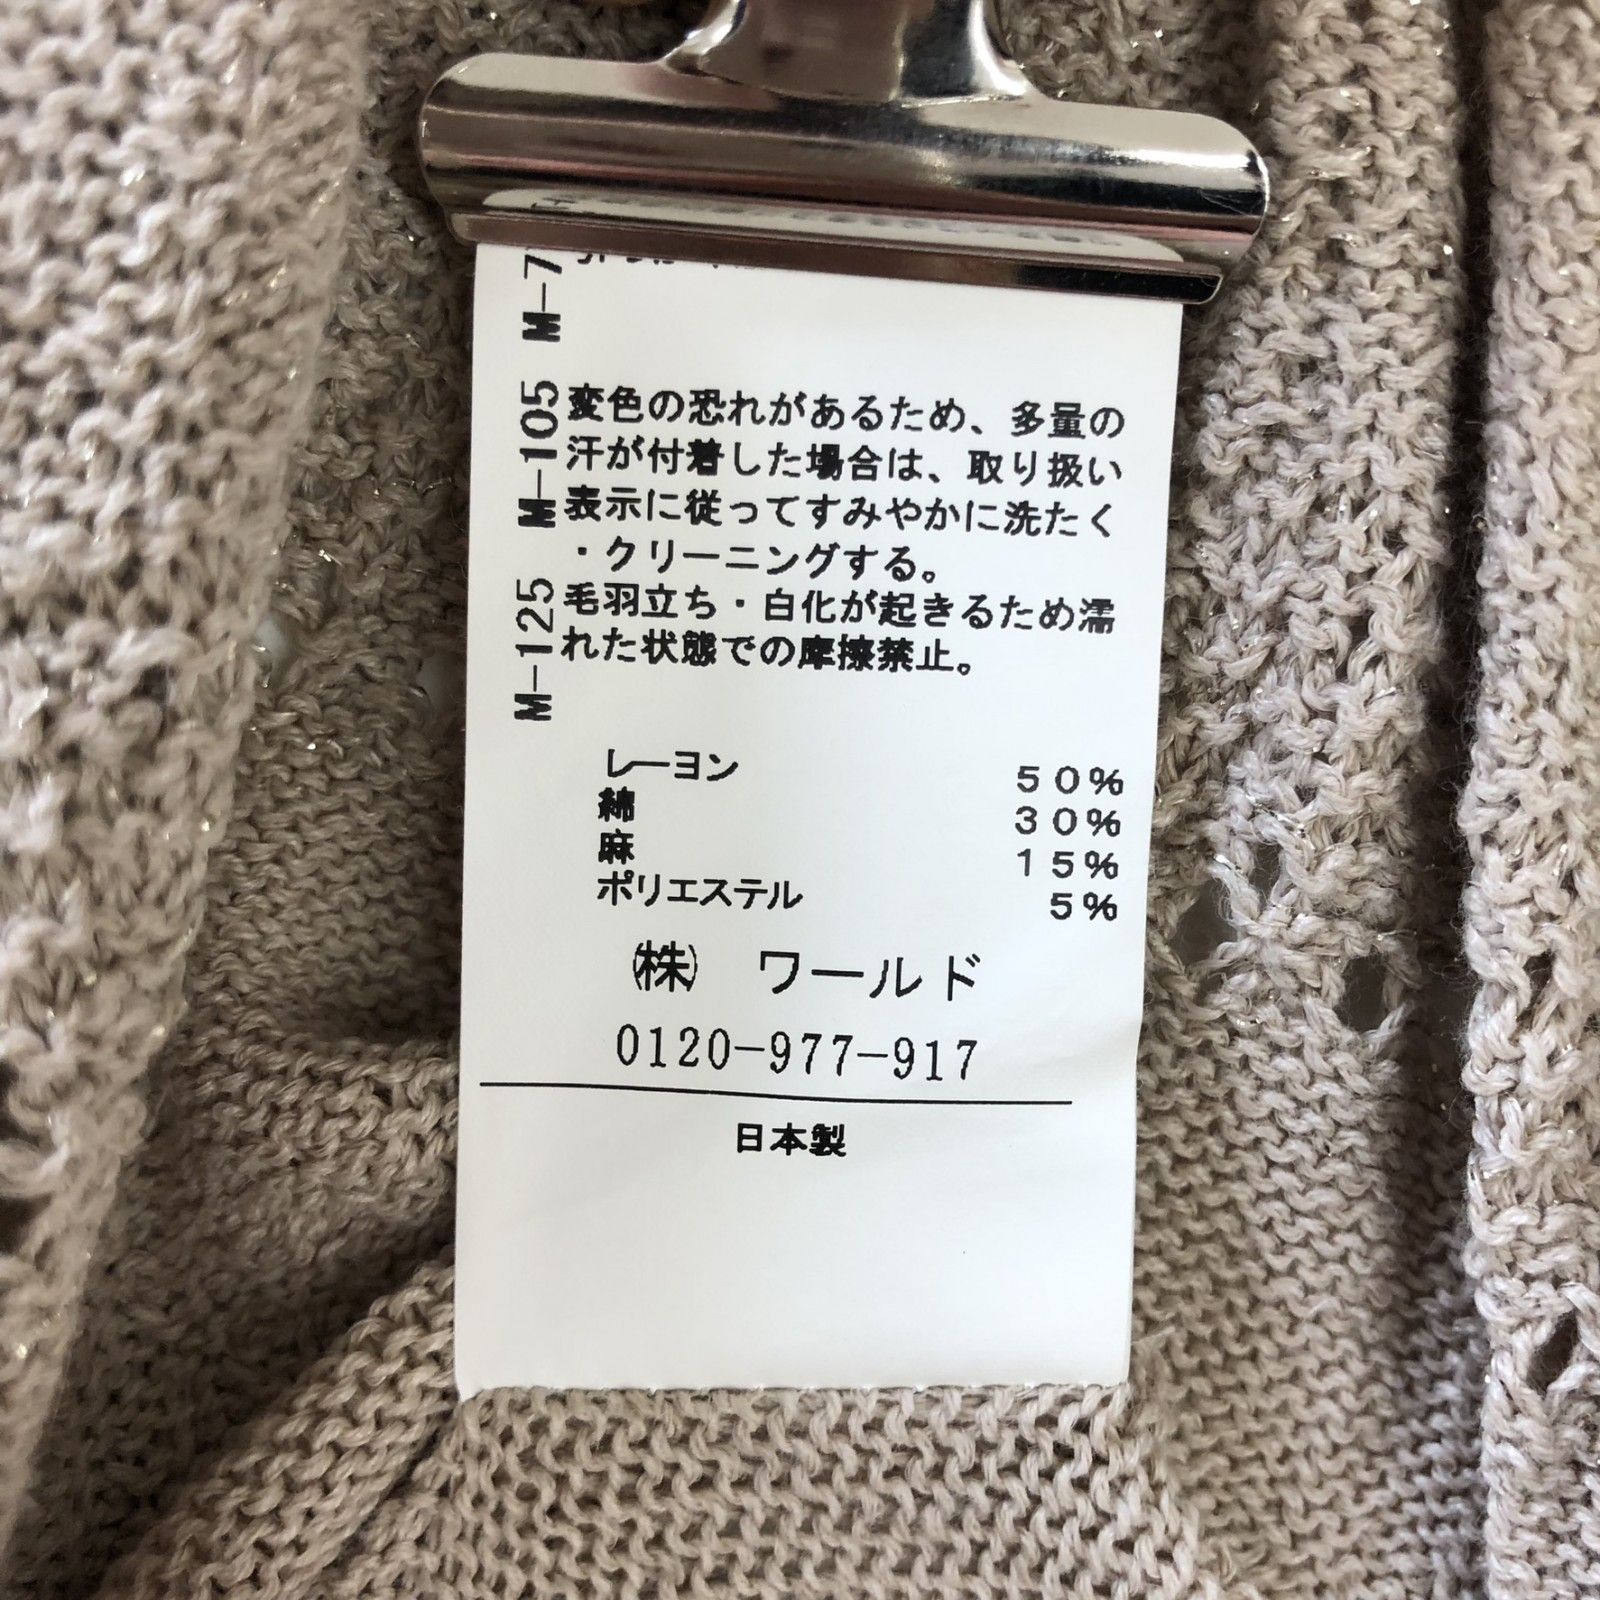 M-7
M-105 変色の恐れがあるため、多量の
汗が付着した場合は、取り扱い
表示に従ってすみやかに洗たく
・クリーニングする。
M-125 毛羽立ち・白化が起きるため濡
れた状態での摩擦禁止。
レーヨン 50%
綿 30%
麻 15%
ポリエステル 5%
㈱ ワールド
0120-977-917
日本製